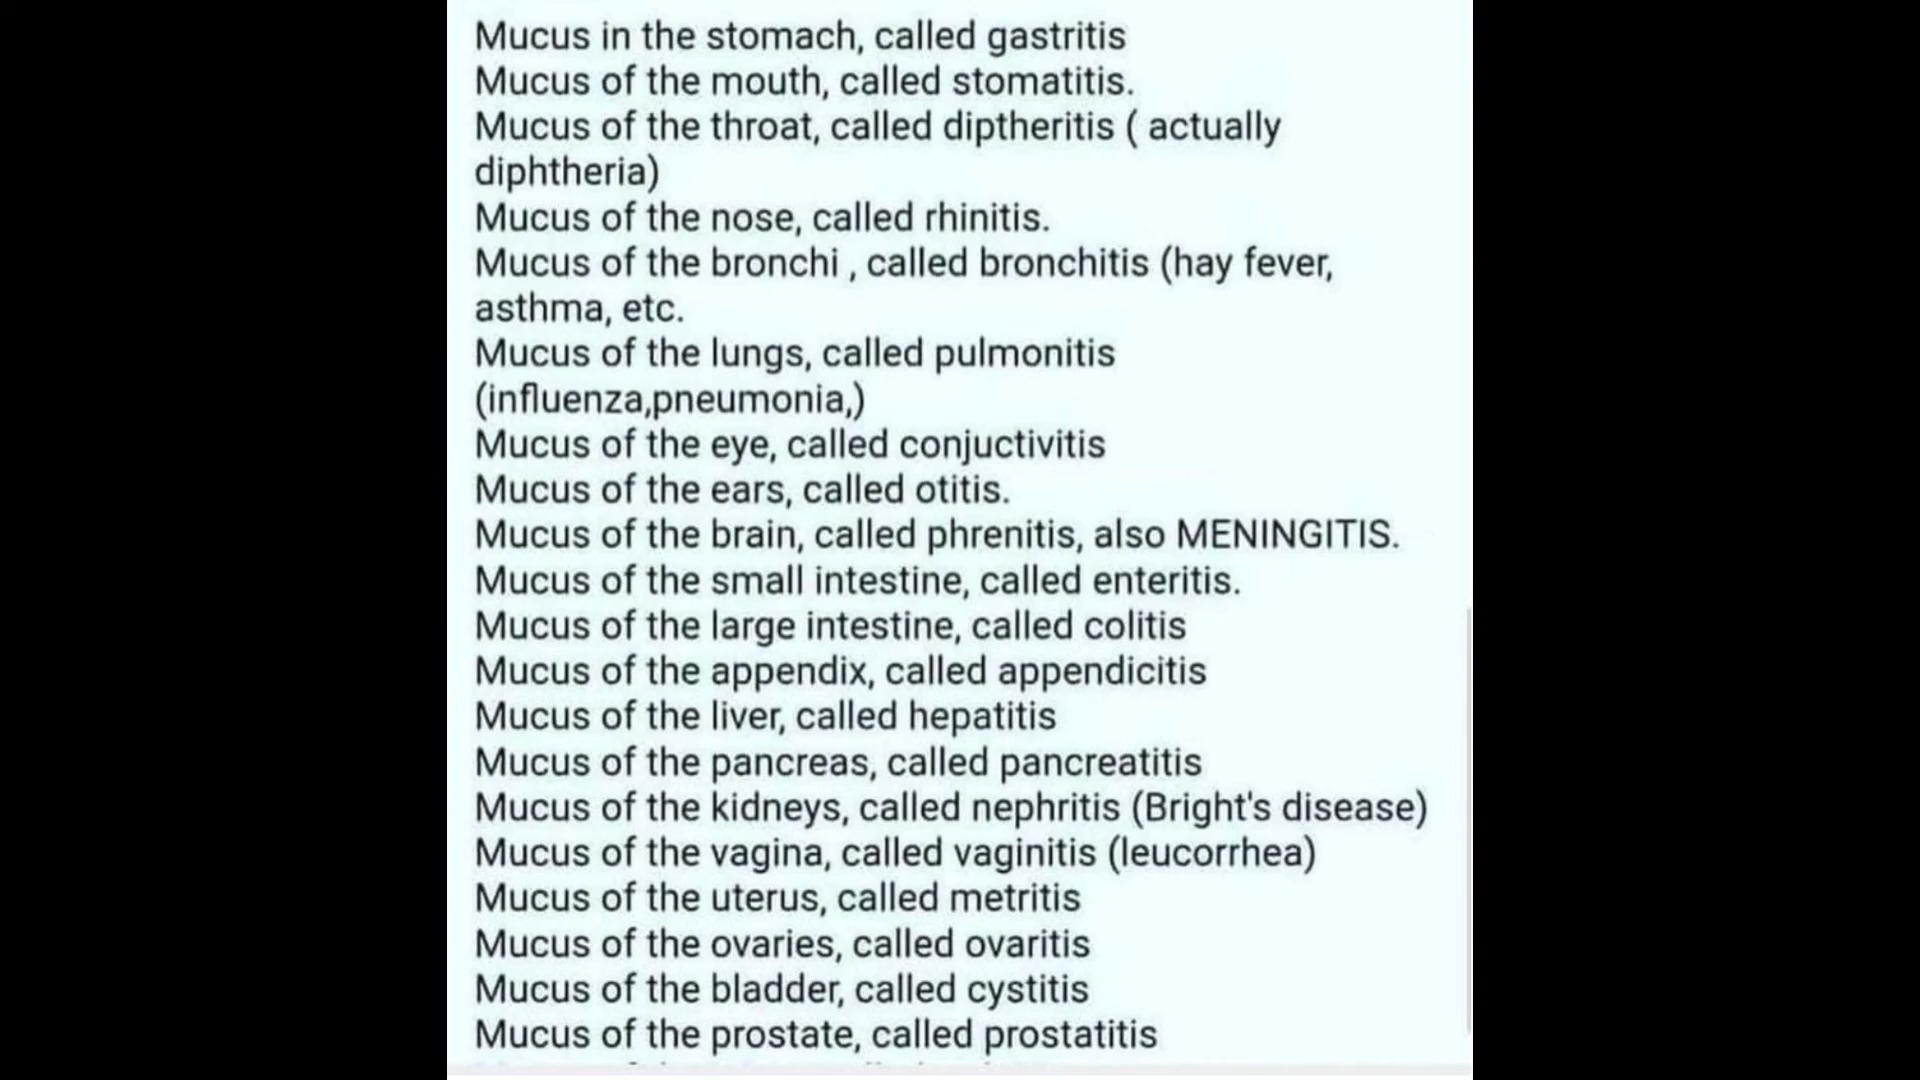 Mucus in the stomach, called gastritis
Mucus of the mouth, called stomatitis.
Mucus of the throat, called diptheritis ( actually
diphtheria)
Mucus of the nose, called rhinitis.
Mucus of the bronchi , called bronchitis (hay fever,
asthma, etc.
Mucus of the lungs, called pulmonitis
(influenza,pneumonia,)
Mucus of the eye, called conjuctivitis
Mucus of the ears, called otitis.
Mucus of the brain, called phrenitis, also MENINGITIS.
Mucus of the small intestine, called enteritis.
Mucus of the large intestine, called colitis
Mucus of the appendix, called appendicitis
Mucus of the liver, called hepatitis
Mucus of the pancreas, called pancreatitis
Mucus of the kidneys, called nephritis (Bright's disease)
Mucus of the vagina, called vaginitis (leucorrhea)
Mucus of the uterus, called metritis
Mucus of the ovaries, called ovaritis
Mucus of the bladder, called cystitis
Mucus of the prostate, called prostatitis